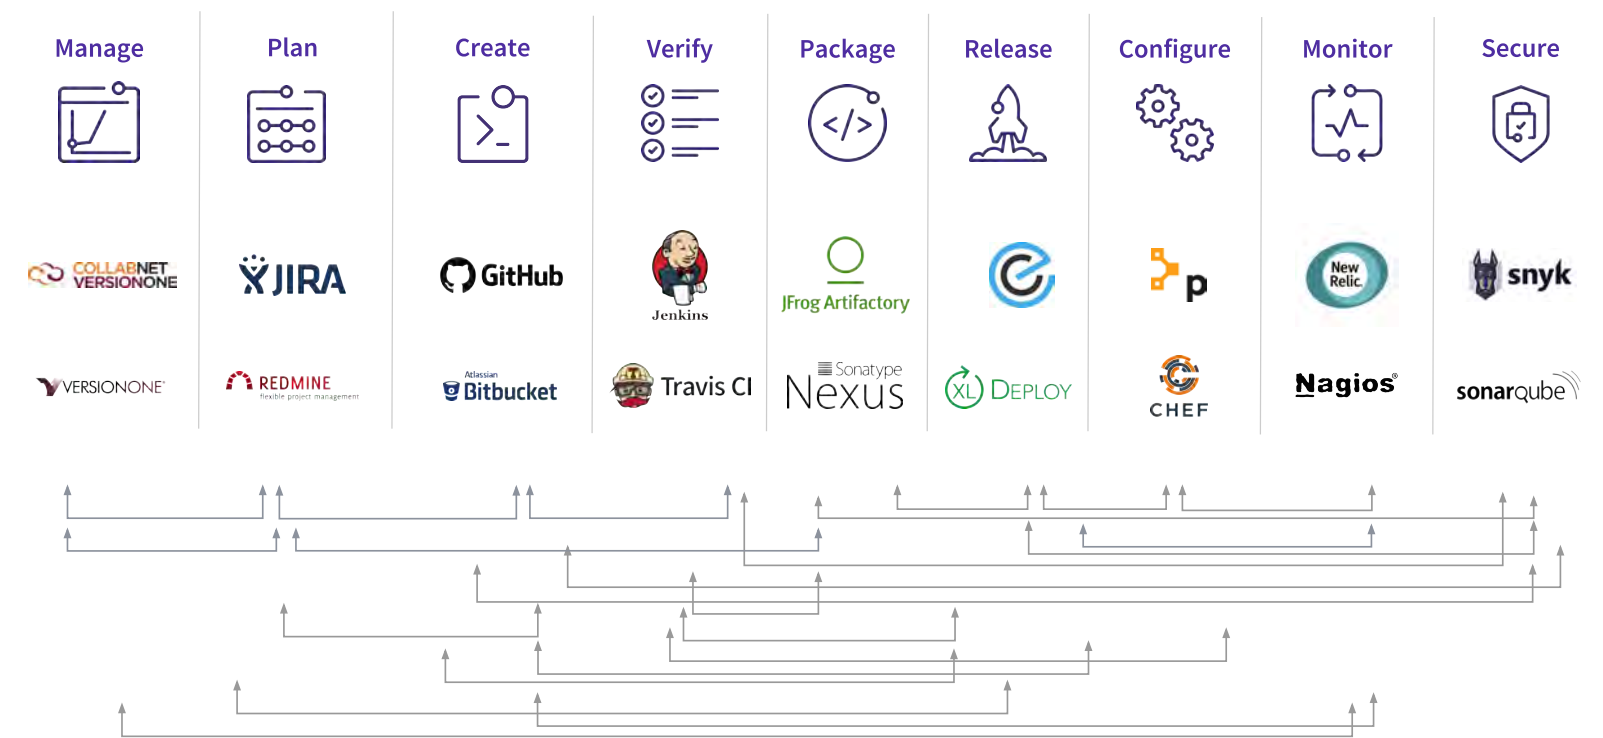 Manage
Plan
Create
Verify
Package
Release
Configure
Monitor
Secure
</>
COLLABNET
VERSIONONE
JIRA
GitHub
Jenkins
JFrog Artifactory
p
New
Relic.
snyk
VERSIONONE
REDMINE
flexible project management
Atlassian
Bitbucket
Travis CI
Sonatype
Nexus
XL DEPLOY
CHEF
Nagios®
sonarqube